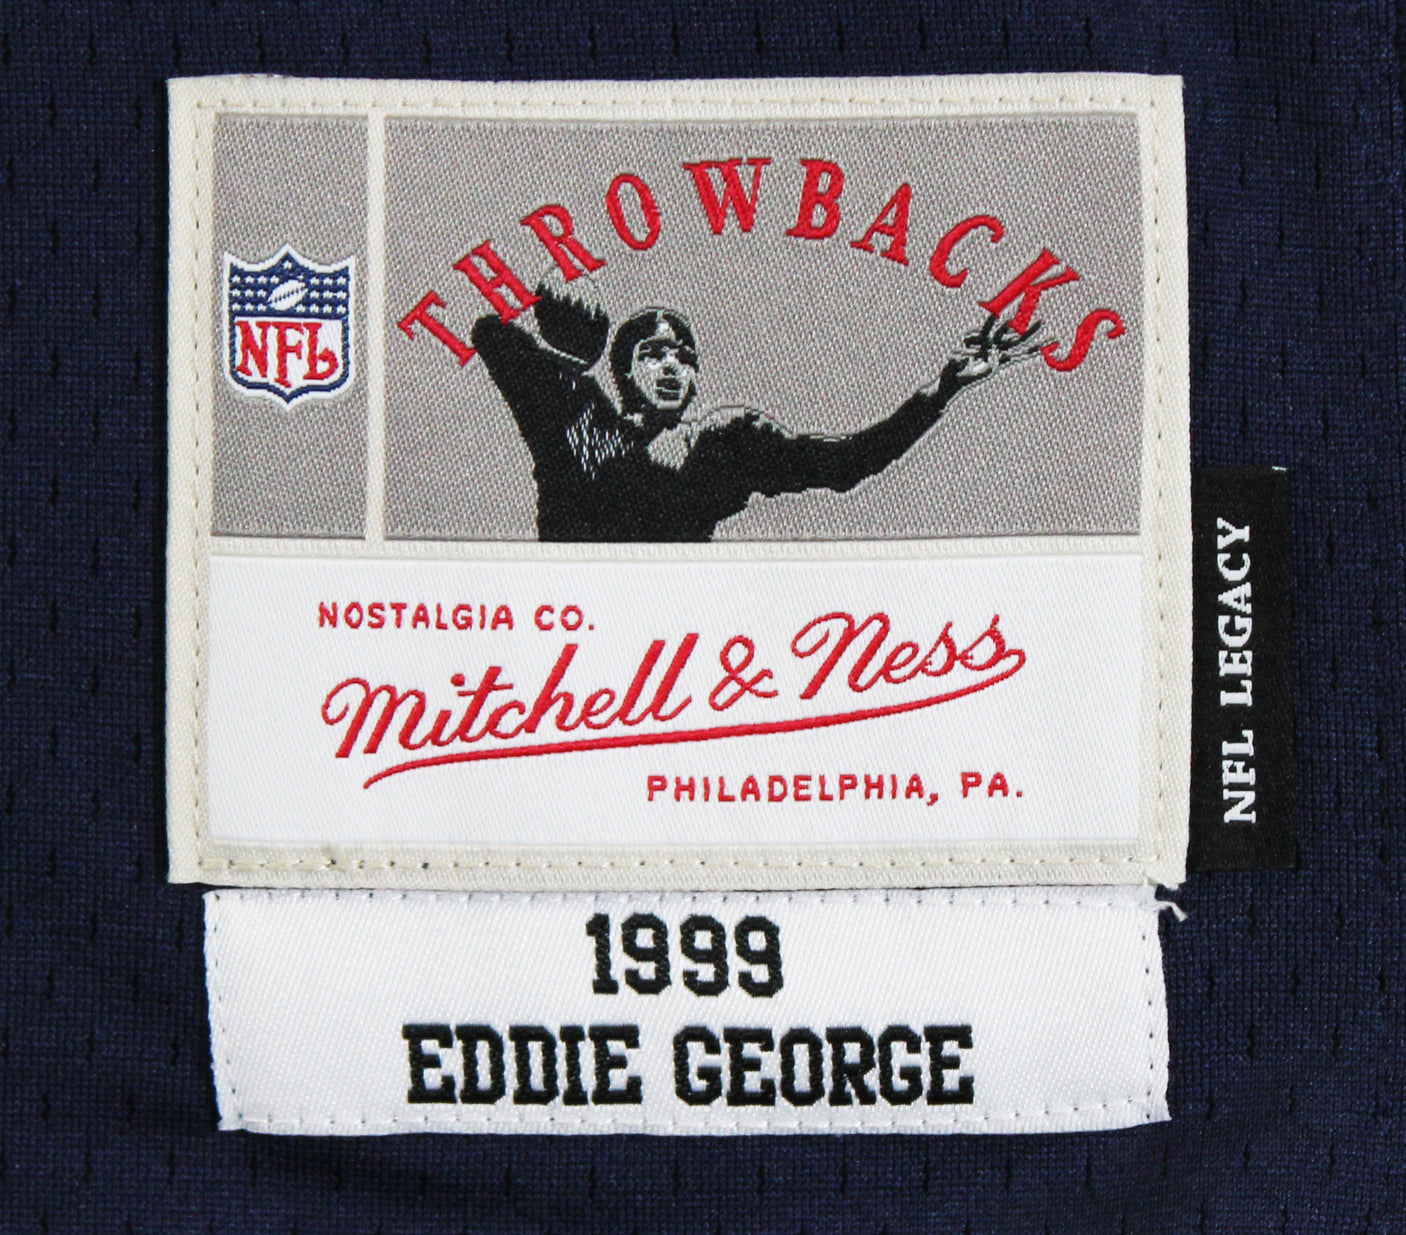 THROWBACKS
NFL
NOSTALGIA CO.
Mitchell & Ness
PHILADELPHIA, PA.
NFL LEGACY
1999
EDDIE GEORGE